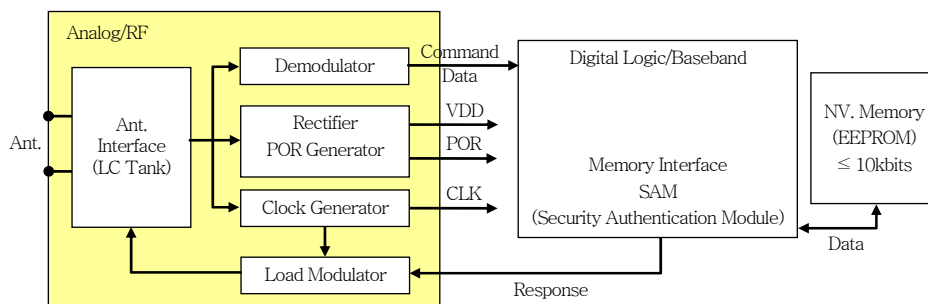 Analog/RF
Ant.
Ant.
Interface
(LC Tank)
Demodulator
Rectifier
POR Generator
Clock Generator
Load Modulator
Command
Data
VDD
POR
CLK
Response
Digital Logic/Baseband
Memory Interface
SAM
(Security Authentication Module)
NV. Memory
(EEPROM)
≤ 10kbits
Data